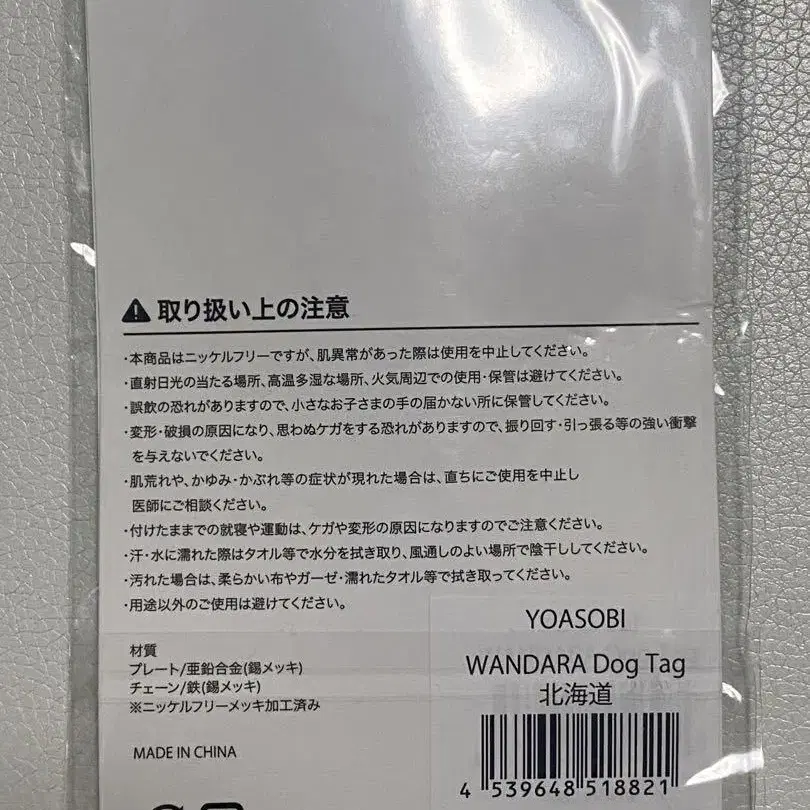 取り扱い上の注意
・本商品はニッケルフリーですが、肌異常があった際は使用を中止してください。
・直射日光の当たる場所、高温多湿な場所、火気周辺での使用・保管は避けてください。
・誤飲の恐れがありますので、小さなお子さまの手の届かない所に保管してください。
・変形・破損の原因になり、思わぬケガをする恐れがありますので、振り回す・引っ張る等の強い衝撃
を与えないでください。
・肌荒れや、かゆみ・かぶれ等の症状が現れた場合は、直ちにご使用を中止し
医師にご相談ください。
・付けたままでの就寝や運動は、ケガや変形の原因になりますのでご注意ください。
・汗・水に濡れた際はタオル等で水分を拭き取り、風通しのよい場所で陰干ししてください。
・汚れた場合は、柔らかい布やガーゼ・濡れたタオル等で拭き取ってください。
・用途以外のご使用は避けてください。
材質
プレート/亜鉛合金(錫メッキ)
チェーン/鉄(錫メッキ)
※ニッケルフリーメッキ加工済み
MADE IN CHINA
YOASOBI
WANDARA Dog Tag
北海道
4 539648 518821